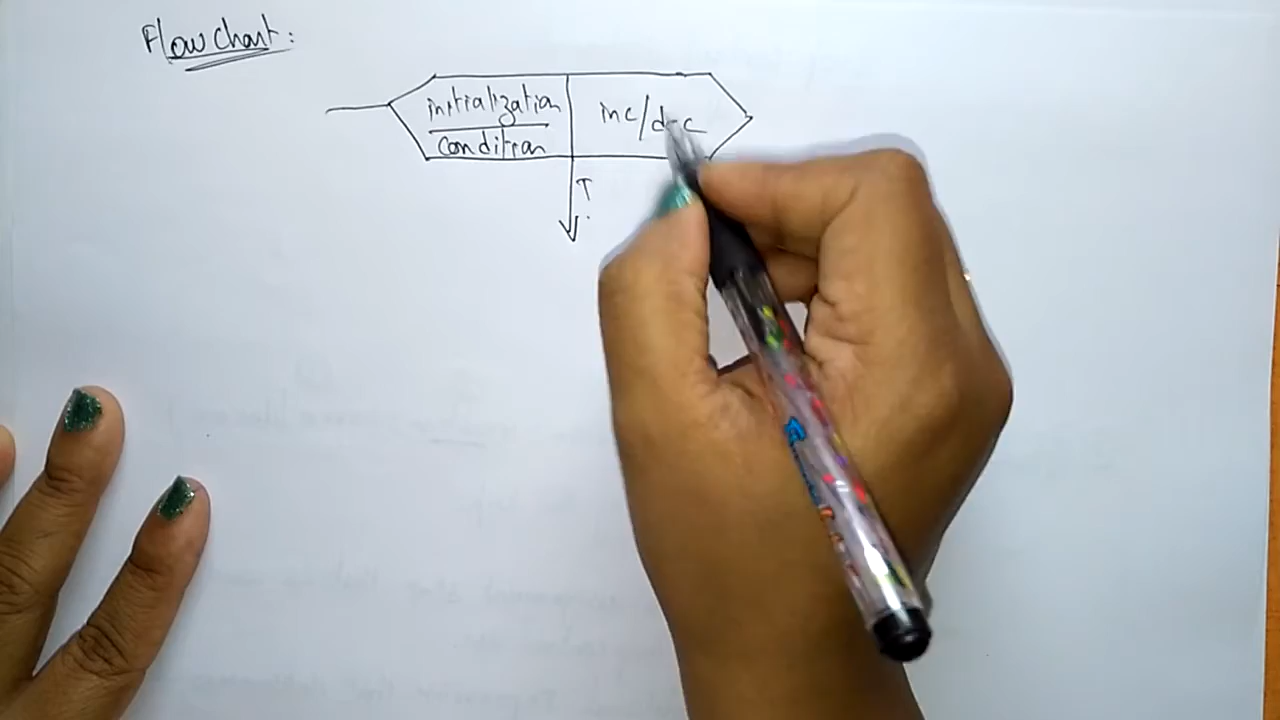 Flow chart:
initialization
inc/dec
condition
T